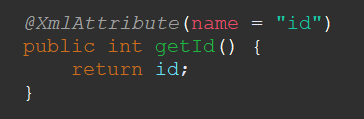 @XmlAttribute(name = "id")
public int getId() {
    return id;
}